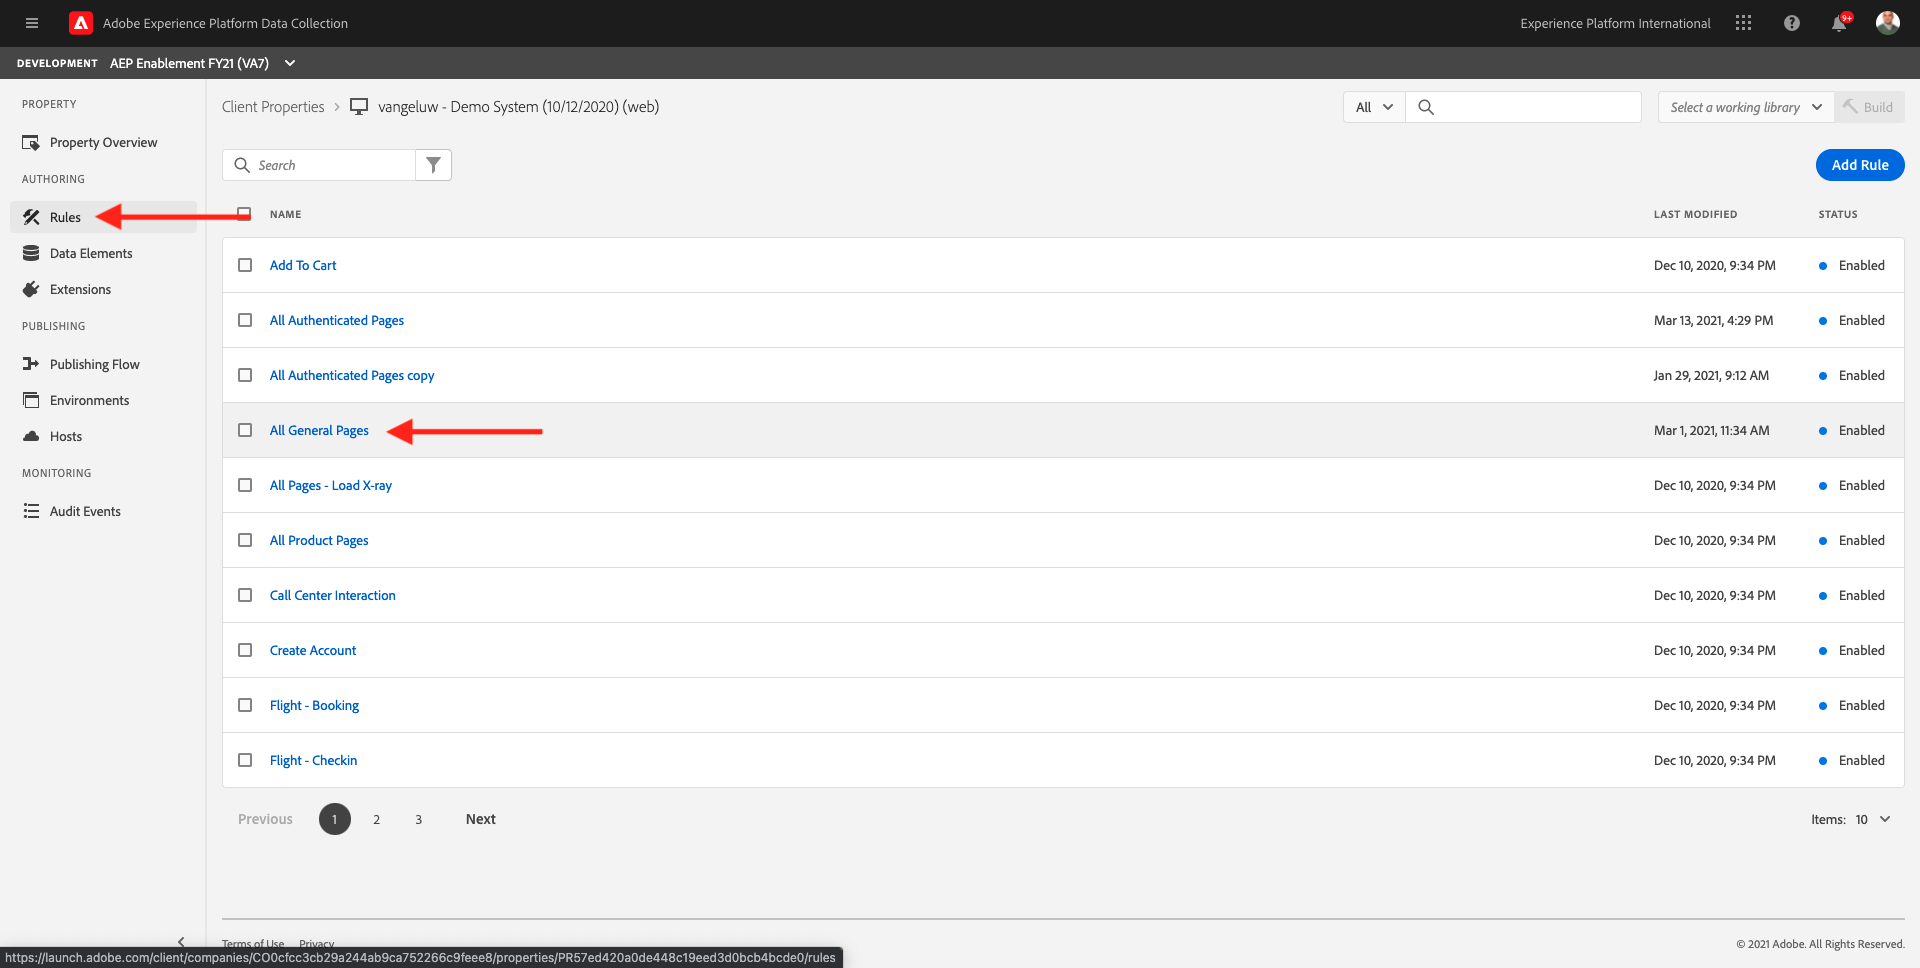 Adobe Experience Platform Data Collection
Experience Platform International
9+
DEVELOPMENT AEP Enablement FY21 (VA7)
PROPERTY
Property Overview
AUTHORING
Rules
Data Elements
Extensions
PUBLISHING
Publishing Flow
Environments
Hosts
MONITORING
Audit Events
Client Properties > vangeluw - Demo System (10/12/2020) (web)
All
Select a working library
Build
Search
Add Rule
NAME LAST MODIFIED STATUS
Add To Cart Dec 10, 2020, 9:34 PM Enabled
All Authenticated Pages Mar 13, 2021, 4:29 PM Enabled
All Authenticated Pages copy Jan 29, 2021, 9:12 AM Enabled
All General Pages Mar 1, 2021, 11:34 AM Enabled
All Pages - Load X-ray Dec 10, 2020, 9:34 PM Enabled
All Product Pages Dec 10, 2020, 9:34 PM Enabled
Call Center Interaction Dec 10, 2020, 9:34 PM Enabled
Create Account Dec 10, 2020, 9:34 PM Enabled
Flight - Booking Dec 10, 2020, 9:34 PM Enabled
Flight - Checkin Dec 10, 2020, 9:34 PM Enabled
Previous 1 2 3 Next
Items: 10
Terms of Use Privacy
© 2021 Adobe. All Rights Reserved.
https://launch.adobe.com/client/companies/CO0cfcc3cb29a244ab9ca752266c9feee8/properties/PR57ed420a0de448c19eed3d0bcb4bcde0/rules